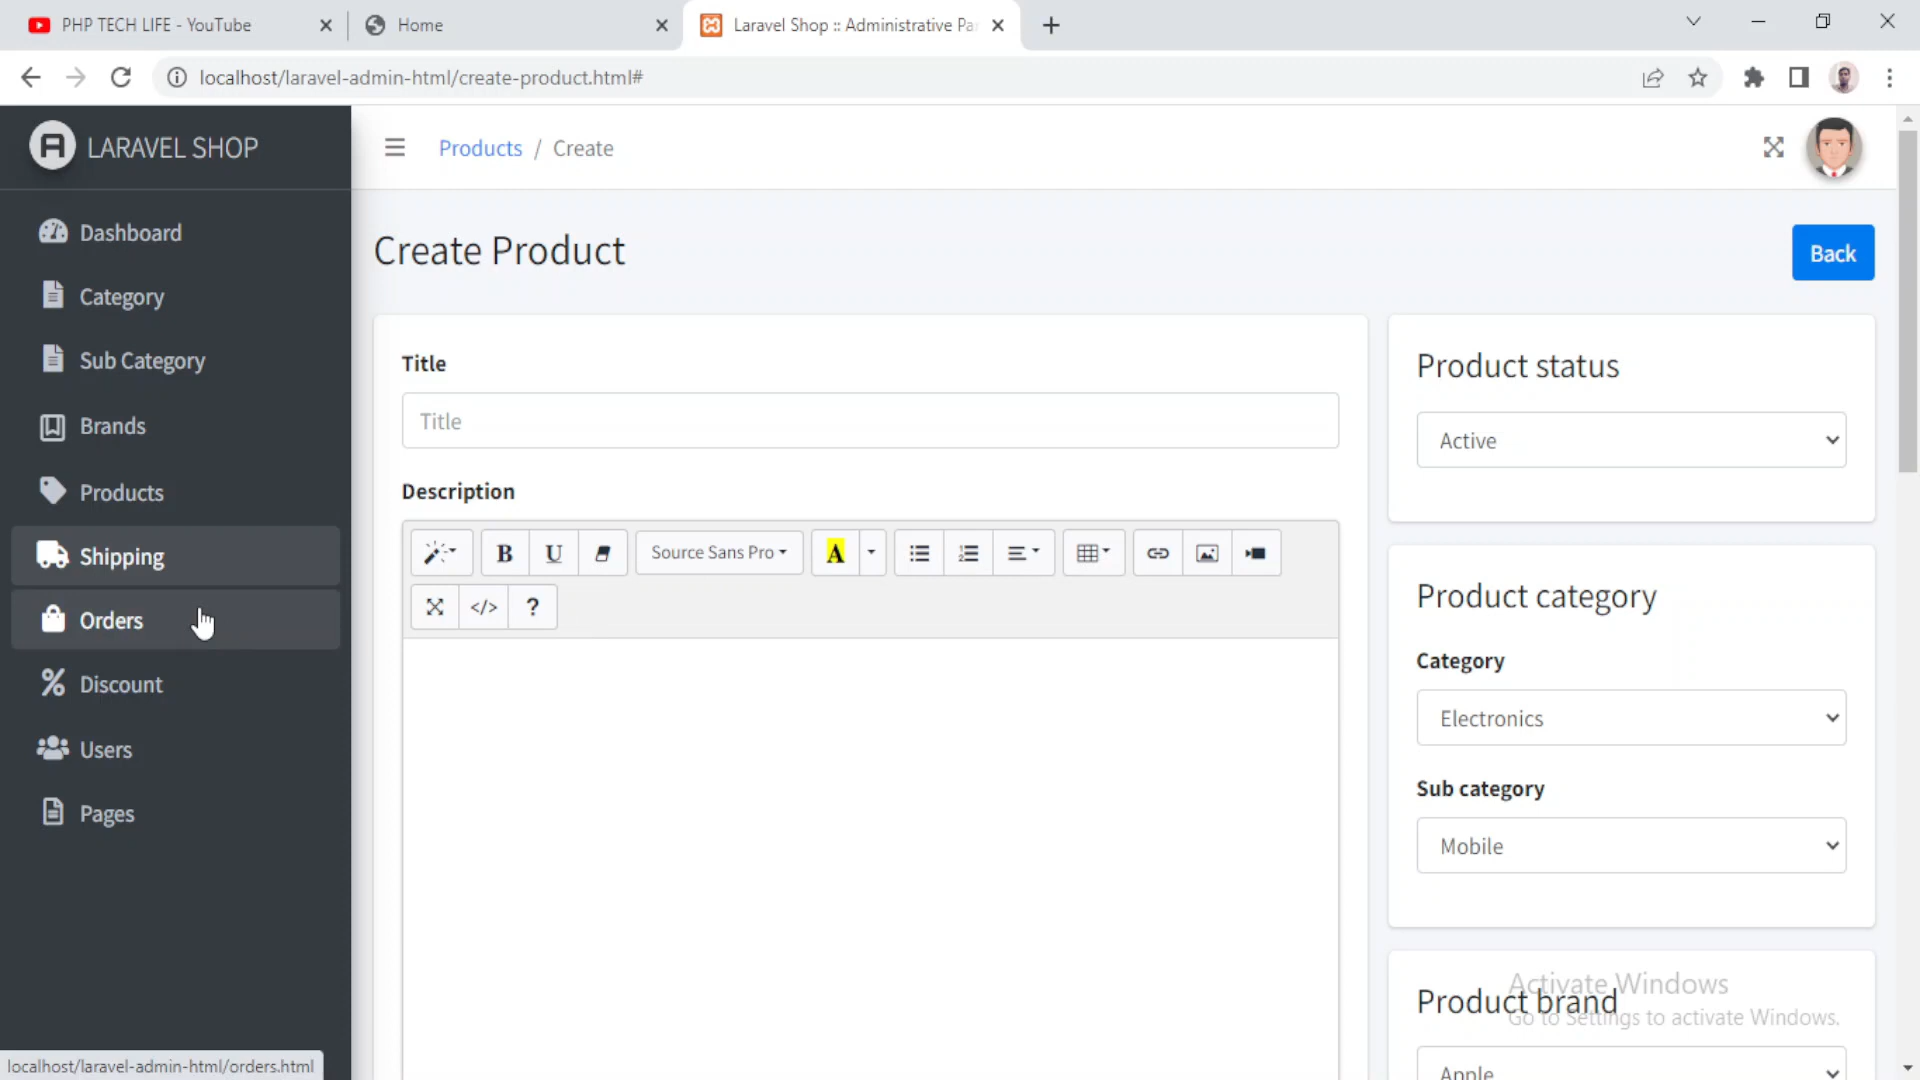 PHP TECH LIFE - YouTube
Home
Laravel Shop :: Administrative Pa
localhost/laravel-admin-html/create-product.html#
LARAVEL SHOP
Products / Create
Dashboard
Category
Sub Category
Brands
Products
Shipping
Orders
Discount
Users
Pages
Create Product
Back
Title
Title
Description
B U Source Sans Pro A
</> ?
Product status
Active
Product category
Category
Electronics
Sub category
Mobile
Product brand
Apple
Activate Windows
Go to Settings to activate Windows.
localhost/laravel-admin-html/orders.html